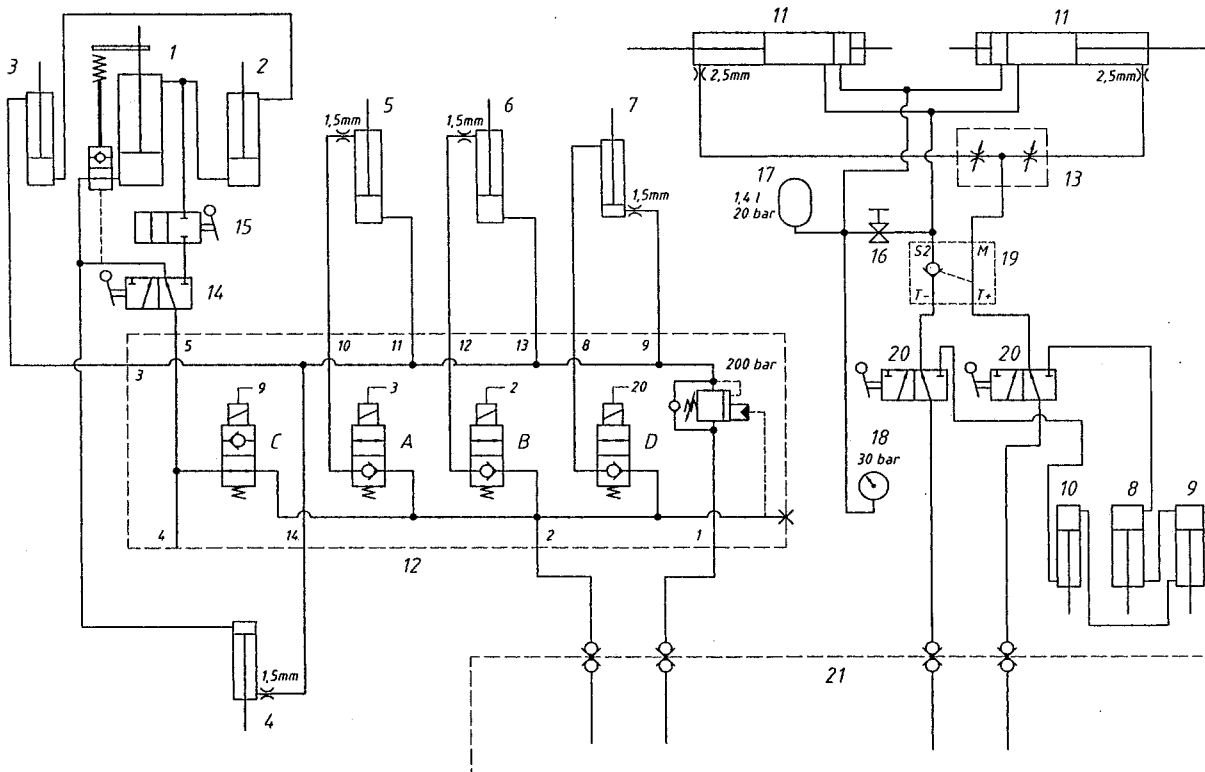 11 11
1
3 2
2,5mm 2,5mm
5 6 7
1,5mm 1,5mm
17
1,4 l
20 bar
13
1,5mm
15
16
S2 M 19
T- T+
14
5 10 11 12 13 8 9
3
200 bar
20 20
9 3 2 20
C A B D
18
30 bar
10 8 9
4 14 2 1
12
1,5mm
4
21